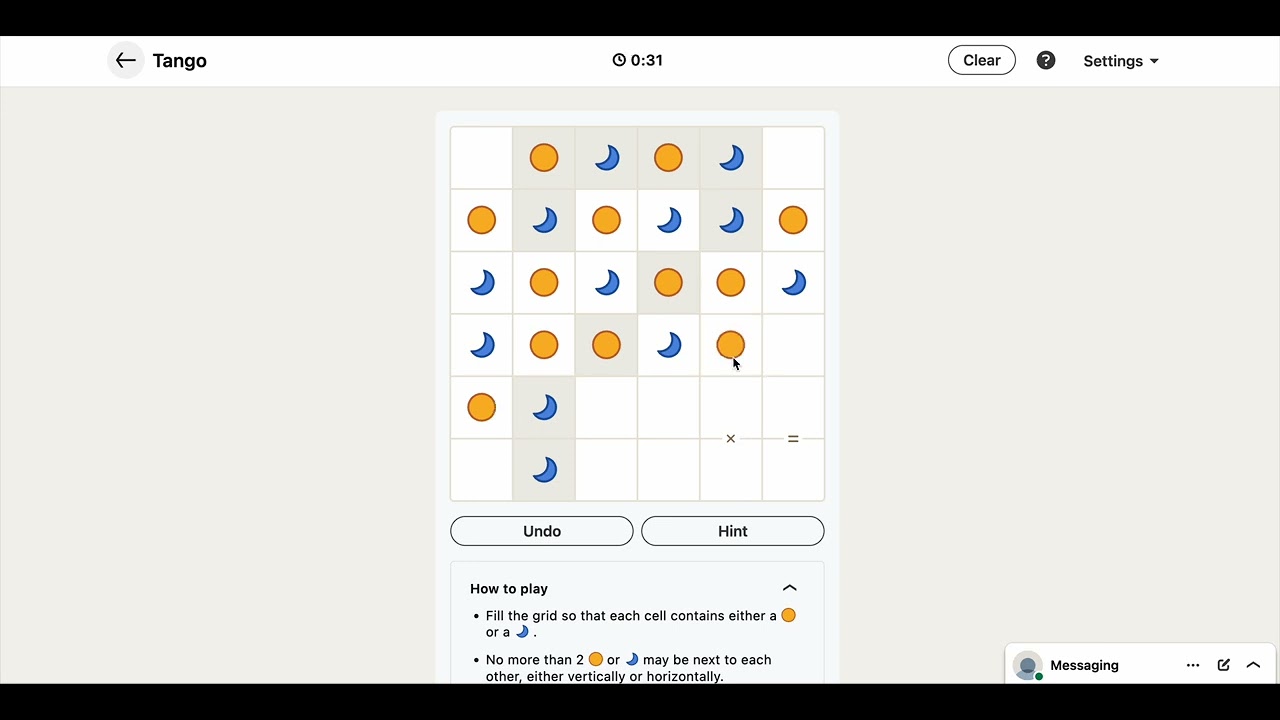 Tango
0:31
Clear
?
Settings
×
=
Undo
Hint
How to play
• Fill the grid so that each cell contains either a
or a .
• No more than 2 or may be next to each
other, either vertically or horizontally.
Messaging